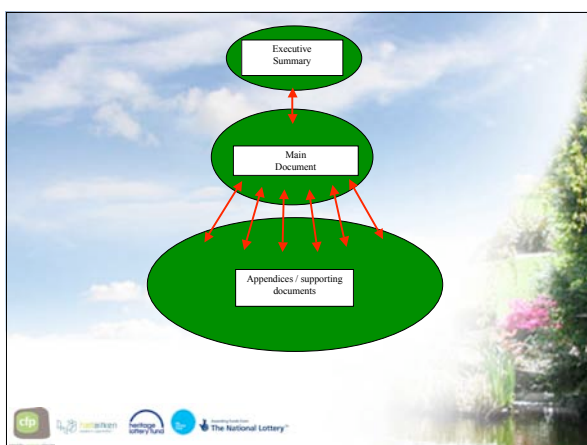 Executive
Summary
Main
Document
Appendices / supporting
documents
cfp
heritage
lottery fund
The National Lottery